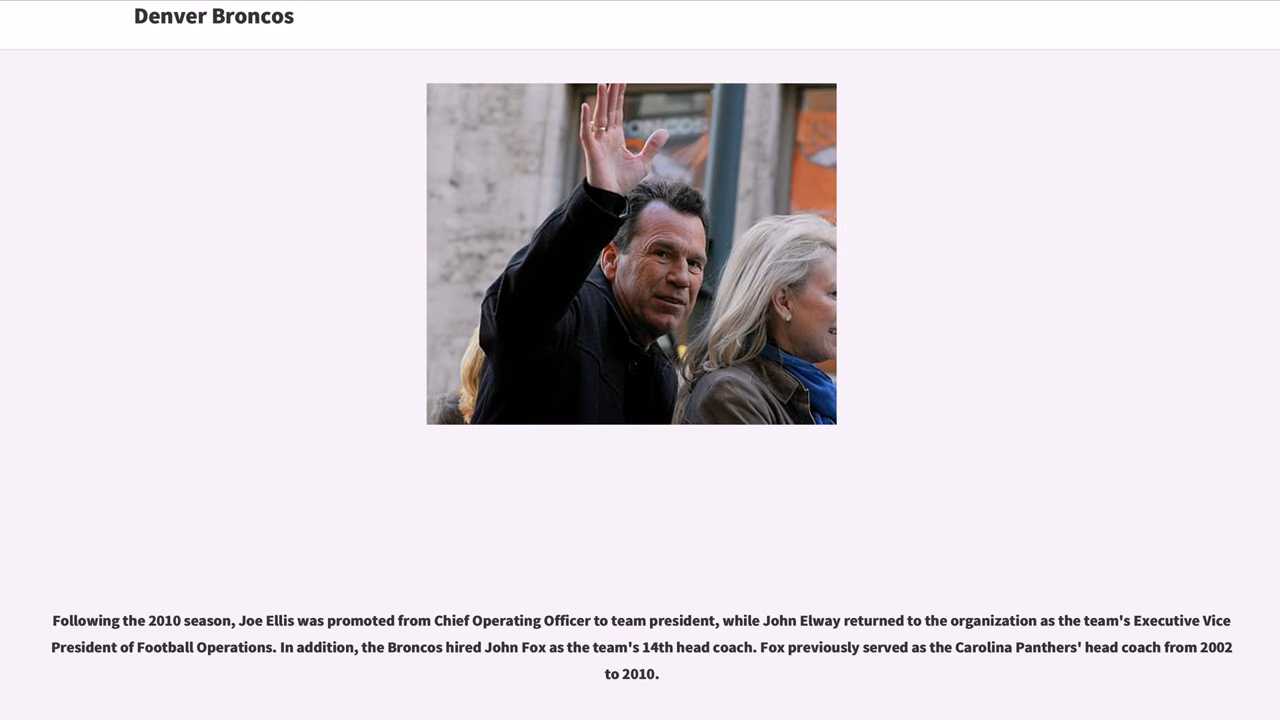 Denver Broncos
Following the 2010 season, Joe Ellis was promoted from Chief Operating Officer to team president, while John Elway returned to the organization as the team's Executive Vice
President of Football Operations. In addition, the Broncos hired John Fox as the team's 14th head coach. Fox previously served as the Carolina Panthers' head coach from 2002
to 2010.